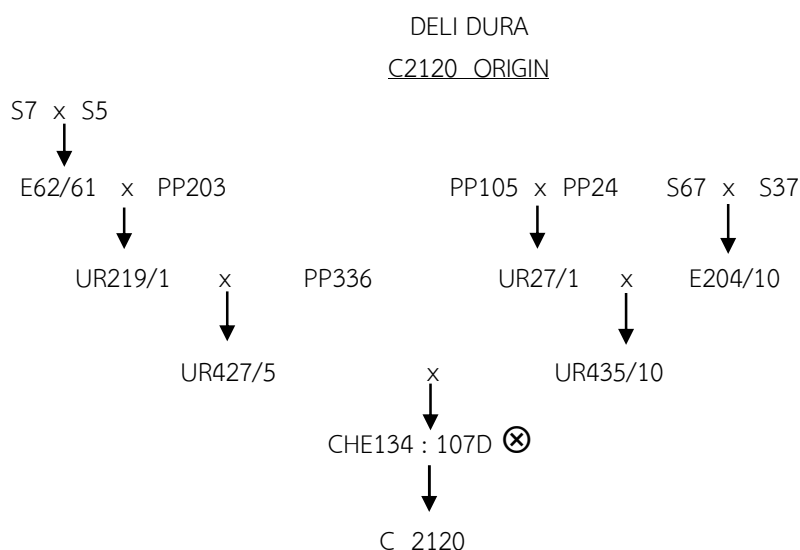 DELI DURA
C2120 ORIGIN
S7 x S5
E62/61 x PP203 PP105 x PP24 S67 x S37
UR219/1 x PP336 UR27/1 x E204/10
UR427/5 x UR435/10
CHE134 : 107D ⊗
C 2120